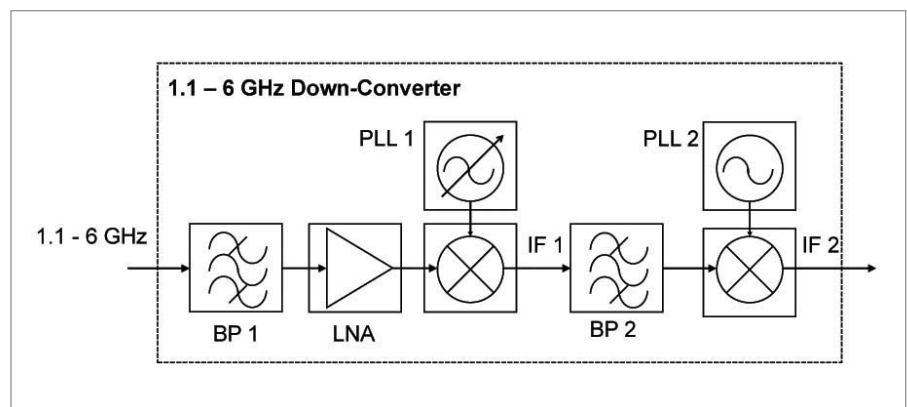 1.1 – 6 GHz Down-Converter
PLL 1
PLL 2
1.1 - 6 GHz
IF 1
IF 2
BP 1
LNA
BP 2